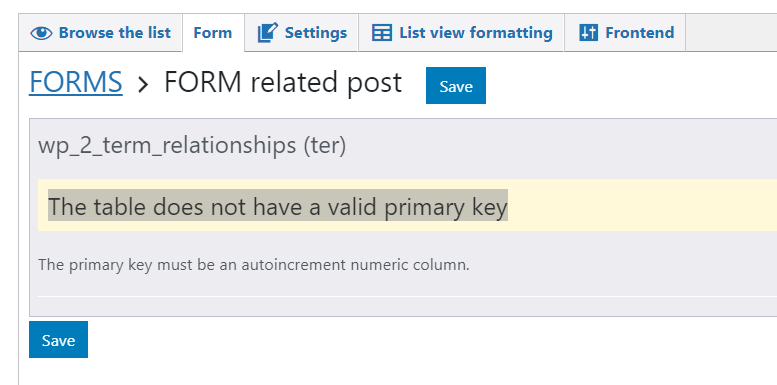 Browse the list Form Settings List view formatting Frontend
FORMS > FORM related post Save
wp_2_term_relationships (ter)
The table does not have a valid primary key
The primary key must be an autoincrement numeric column.
Save